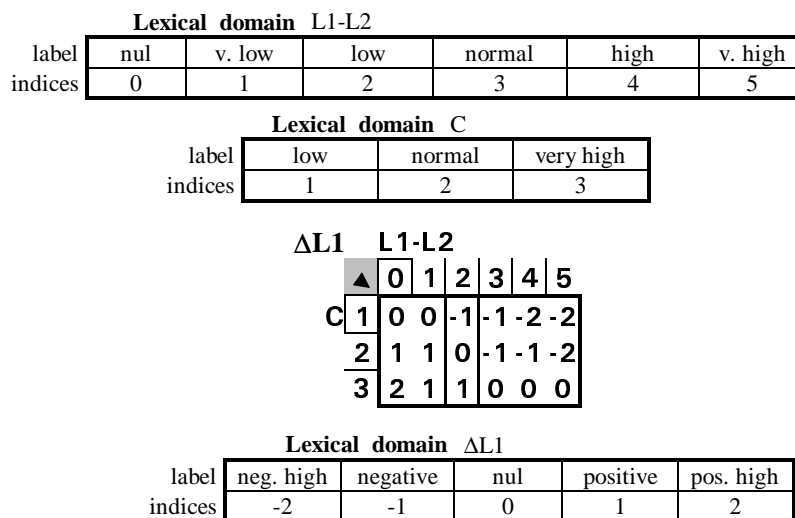 Lexical domain L1-L2
label nul v. low low normal high v. high
indices 0 1 2 3 4 5
Lexical domain C
label low normal very high
indices 1 2 3
ΔL1 L1-L2
▲ 0 1 2 3 4 5
C 1 0 0 -1 -1 -2 -2
2 1 1 0 -1 -1 -2
3 2 1 1 0 0 0
Lexical domain ΔL1
label neg. high negative nul positive pos. high
indices -2 -1 0 1 2